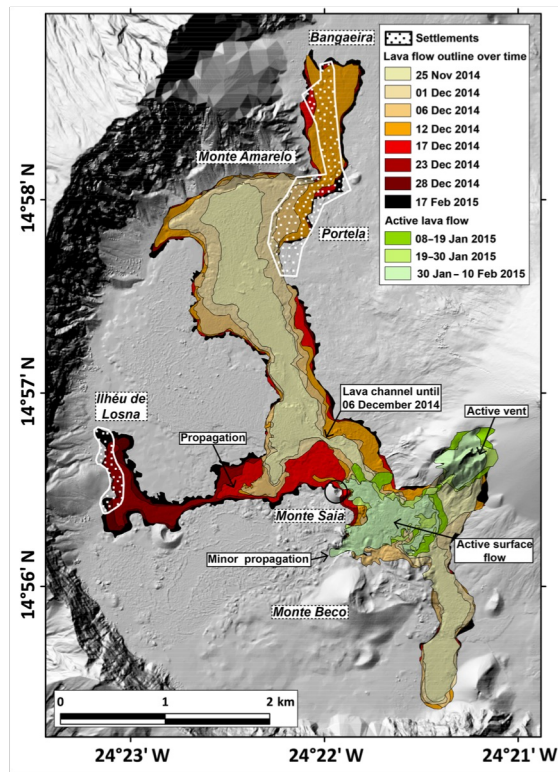 Bangaeira
Settlements
Lava flow outline over time
25 Nov 2014
01 Dec 2014
06 Dec 2014
12 Dec 2014
17 Dec 2014
23 Dec 2014
28 Dec 2014
17 Feb 2015
Active lava flow
08–19 Jan 2015
19–30 Jan 2015
30 Jan – 10 Feb 2015
Monte Amarelo
Portela
14°58' N
14°57' N
14°56' N
Ilhéu de
Losna
Lava channel until
06 December 2014
Active vent
Propagation
Monte Saia
Active surface
flow
Minor propagation
Monte Beco
0 1 2 km
24°23' W 24°22' W 24°21' W